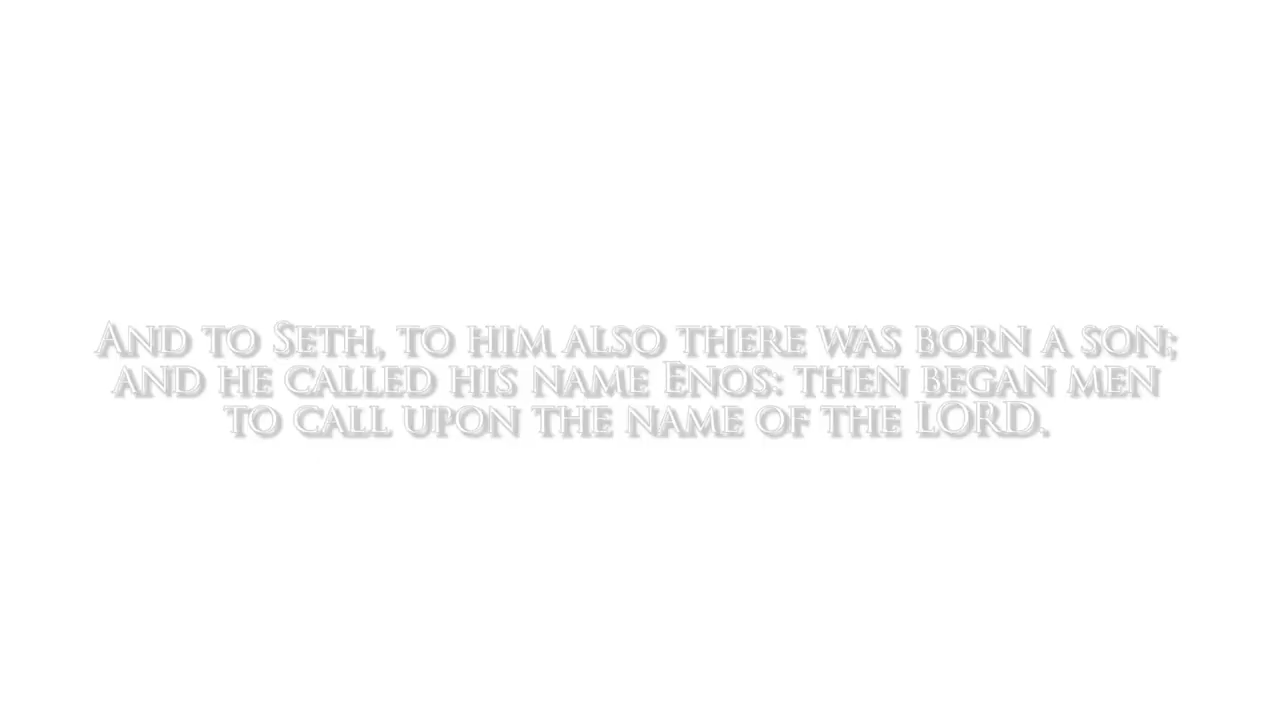 And to Seth, to him also there was born a son;
and he called his name Enos: then began men
to call upon the name of the LORD.